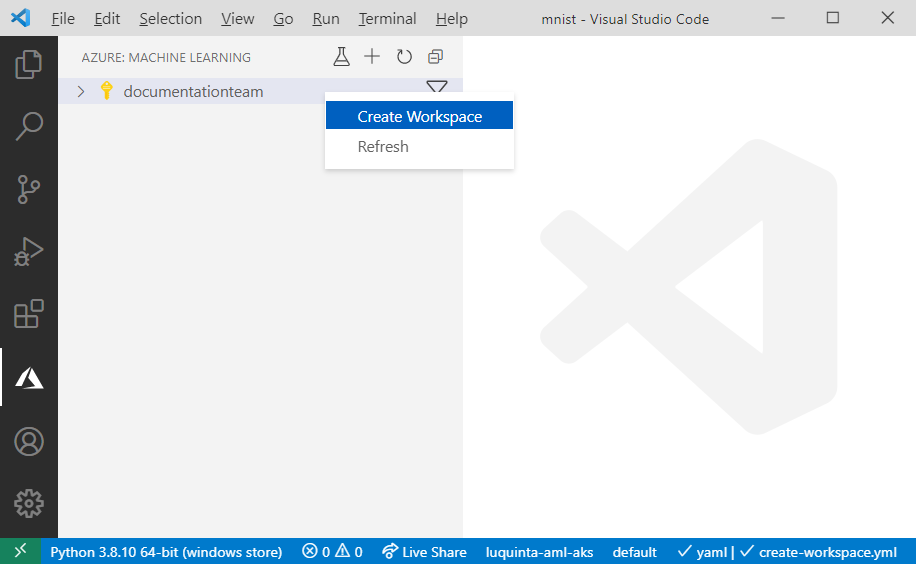 File Edit Selection View Go Run Terminal Help mnist - Visual Studio Code
AZURE: MACHINE LEARNING
documentationteam
Create Workspace
Refresh
Python 3.8.10 64-bit (windows store) 0 0 Live Share luquinta-aml-aks default yaml | create-workspace.yml